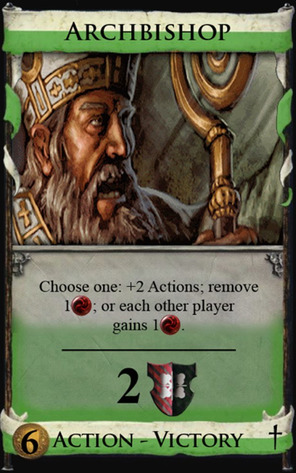 ARCHBISHOP
Choose one: +2 Actions; remove
1; or each other player
gains 1.
2
6 ACTION - VICTORY †